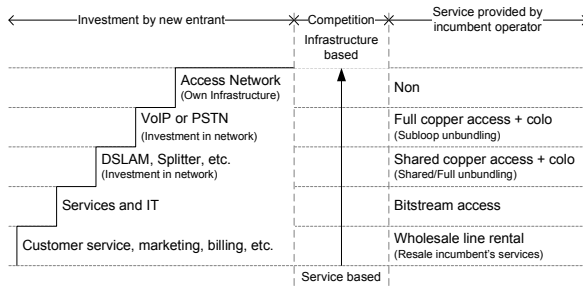 Investment by new entrant
Competition
Service provided by
incumbent operator
Infrastructure
based
Access Network
(Own Infrastructure)
Non
VoIP or PSTN
(Investment in network)
Full copper access + colo
(Subloop unbundling)
DSLAM, Splitter, etc.
(Investment in network)
Shared copper access + colo
(Shared/Full unbundling)
Services and IT
Bitstream access
Customer service, marketing, billing, etc.
Wholesale line rental
(Resale incumbent's services)
Service based